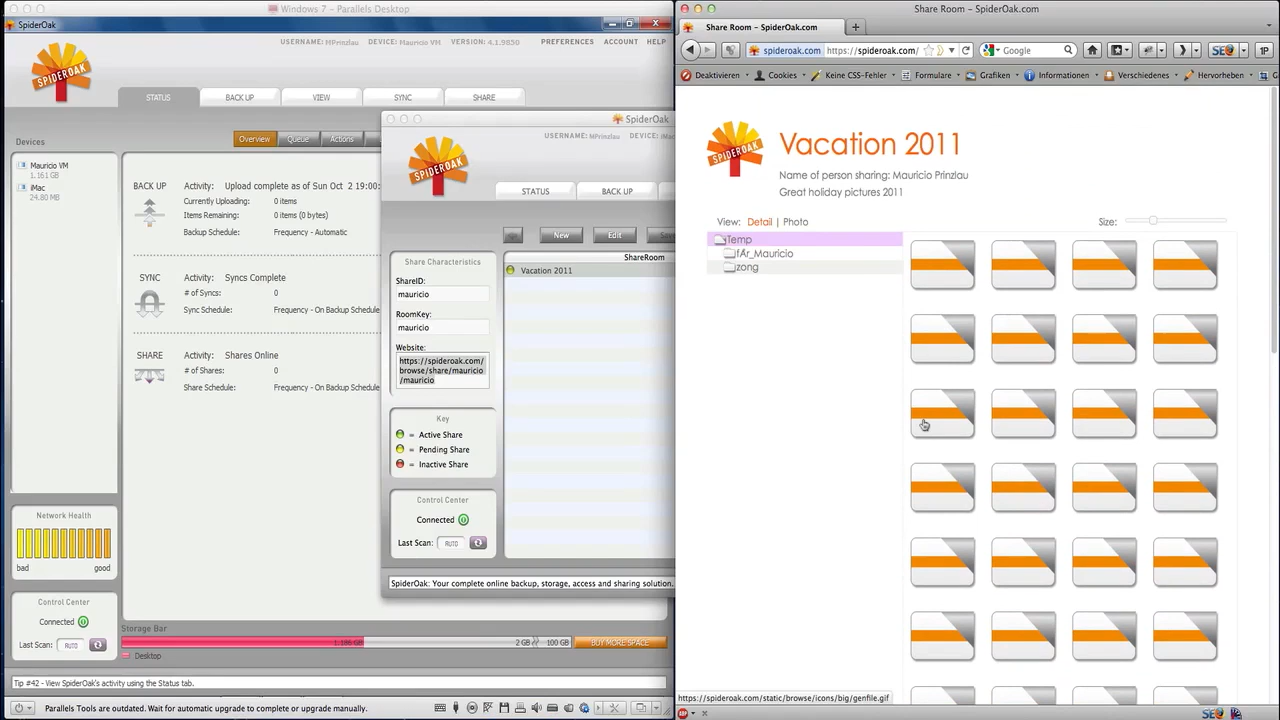 Windows 7 - Parallels Desktop
SpiderOak
USERNAME: MPrinzlau DEVICE: Mauricio VM VERSION: 4.1.9850
PREFERENCES ACCOUNT HELP
SPIDEROAK
STATUS BACK UP VIEW SYNC SHARE
Devices
Mauricio VM
1.161 GB
iMac
24.80 MB
Overview Queue Actions
BACK UP Activity: Upload complete as of Sun Oct 2 19:00:
Currently Uploading: 0 items
Items Remaining: 0 items (0 bytes)
Backup Schedule: Frequency - Automatic
SYNC Activity: Syncs Complete
# of Syncs: 0
Sync Schedule: Frequency - On Backup Schedule
SHARE Activity: Shares Online
# of Shares: 0
Share Schedule: Frequency - On Backup Schedule
Network Health
bad good
Control Center
Connected
Last Scan: AUTO
Storage Bar
1.186 GB 2 GB 100 GB BUY MORE SPACE
Desktop
Tip #42 - View SpiderOak's activity using the Status tab.
Parallels Tools are outdated. Wait for automatic upgrade to complete or upgrade manually.
SpiderOak
USERNAME: MPrinzlau DEVICE: iMac
SPIDEROAK
STATUS BACK UP
New Edit
Share Characteristics
ShareID:
mauricio
RoomKey:
mauricio
Website:
https://spideroak.com/
browse/share/mauricio
/mauricio
Key
= Active Share
= Pending Share
= Inactive Share
Control Center
Connected
Last Scan: AUTO
ShareRoom
Vacation 2011
SpiderOak: Your complete online backup, storage, access and sharing solution.
Share Room - SpiderOak.com
Share Room - SpiderOak.com
spideroak.com https://spideroak.com/ Google SEO 1P
Deaktivieren Cookies Keine CSS-Fehler Formulare Grafiken Informationen Verschiedenes Hervorheben
SPIDEROAK
Vacation 2011
Name of person sharing: Mauricio Prinzlau
Great holiday pictures 2011
View: Detail | Photo
Size:
Temp
fÄr_Mauricio
zong
https://spideroak.com/static/browse/icons/big/genfile.gif
SEO